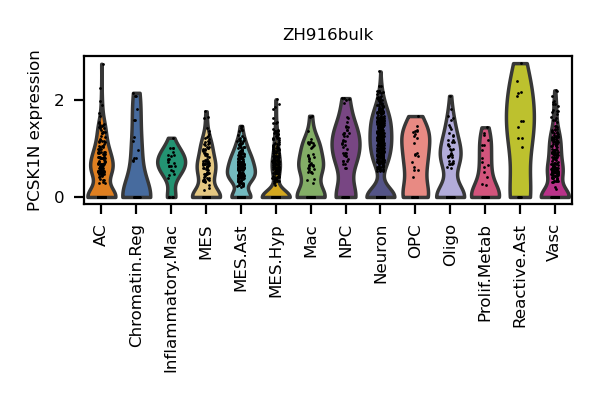 ZH916bulk
PCSK1N expression
2
0
AC
Chromatin.Reg
Inflammatory.Mac
MES
MES.Ast
MES.Hyp
Mac
NPC
Neuron
OPC
Oligo
Prolif.Metab
Reactive.Ast
Vasc